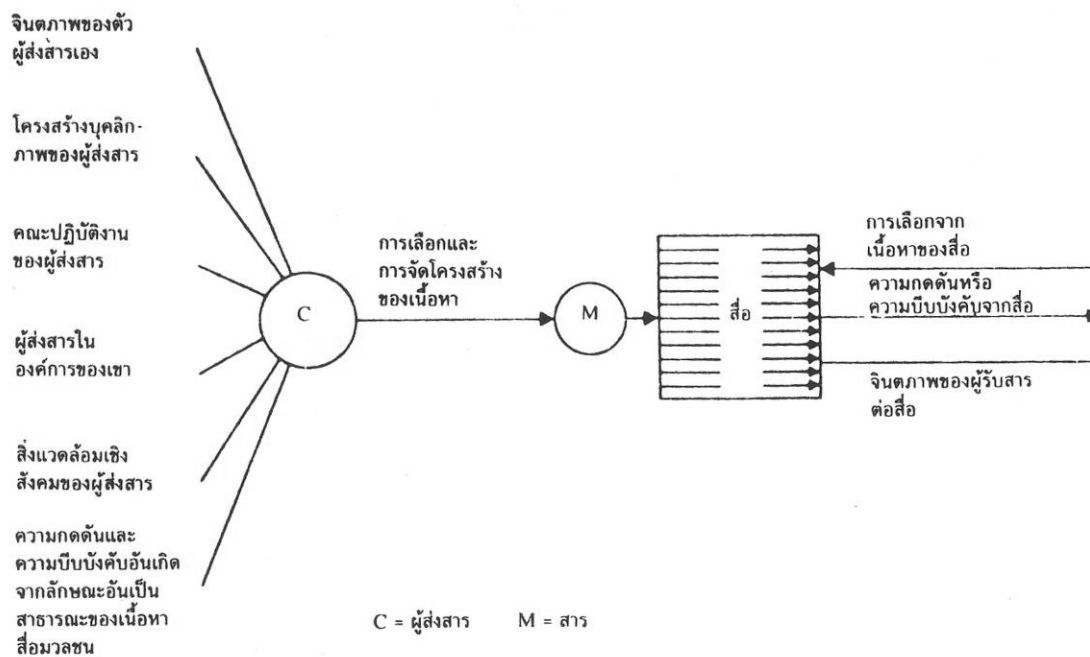 จินตภาพของตัว
ผู้ส่งสารเอง
โครงสร้างบุคลิก-
ภาพของผู้ส่งสาร
คณะปฏิบัติงาน
ของผู้ส่งสาร
ผู้ส่งสารใน
องค์การของเขา
สิ่งแวดล้อมเชิง
สังคมของผู้ส่งสาร
ความกดดันและ
ความบีบบังคับอันเกิด
จากลักษณะอันเป็น
สาธารณะของเนื้อหา
สื่อมวลชน
C
การเลือกและ
การจัดโครงสร้าง
ของเนื้อหา
M
สื่อ
การเลือกจาก
เนื้อหาของสื่อ
ความกดดันหรือ
ความบีบบังคับจากสื่อ
จินตภาพของผู้รับสาร
ต่อสื่อ
C = ผู้ส่งสาร M = สาร